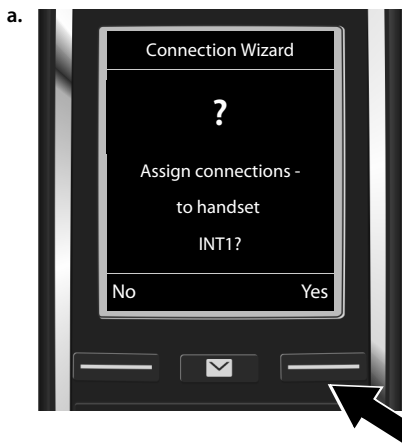 a.
Connection Wizard
?
Assign connections -
to handset
INT1?
No Yes